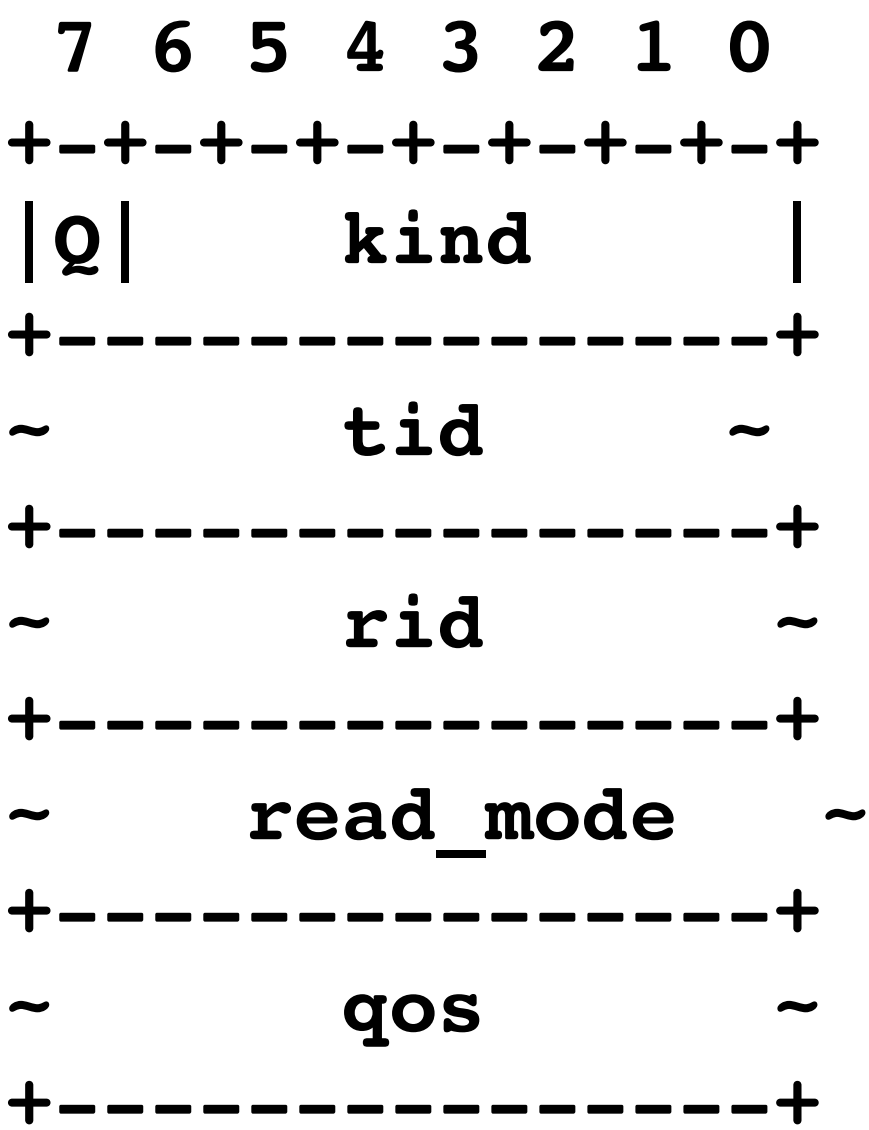 7 6 5 4 3 2 1 0
+-+-+-+-+-+-+-+-+
|Q|    kind     |
+---------------+
~      tid     ~
+---------------+
~      rid      ~
+---------------+
~    read_mode   ~
+---------------+
~      qos      ~
+---------------+